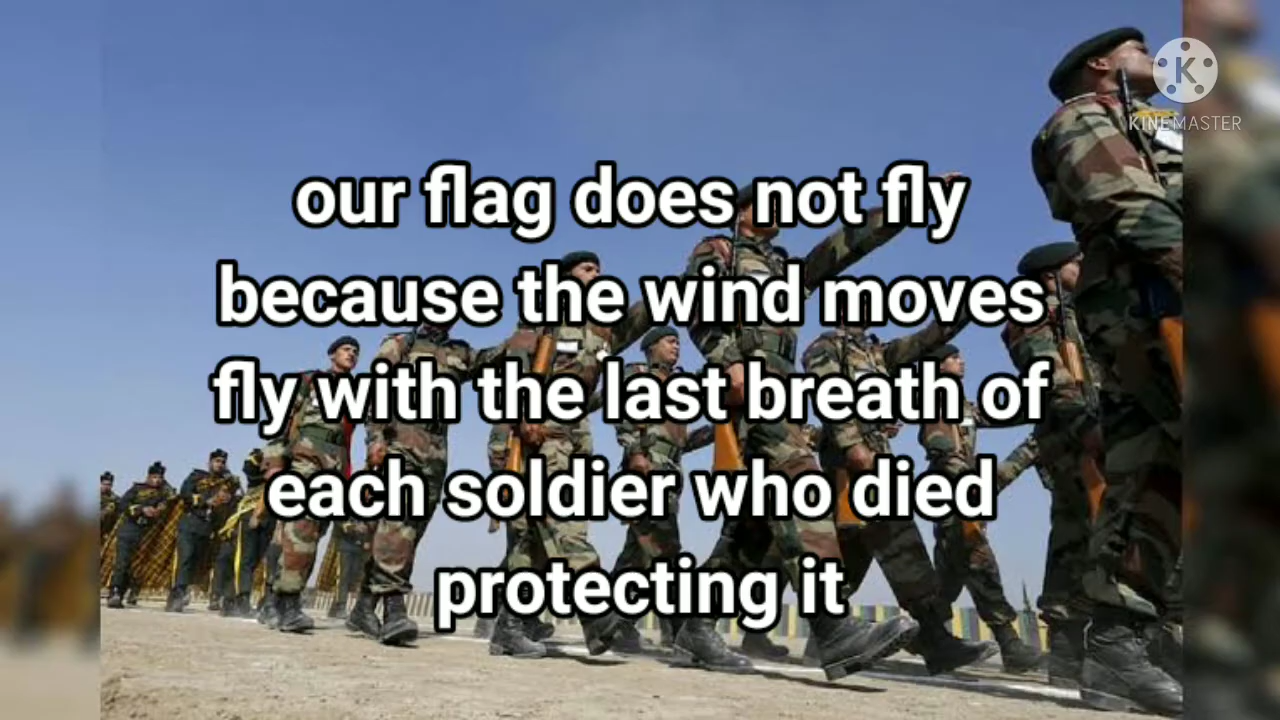 KINEMASTER
our flag does not fly
because the wind moves
fly with the last breath of
each soldier who died
protecting it